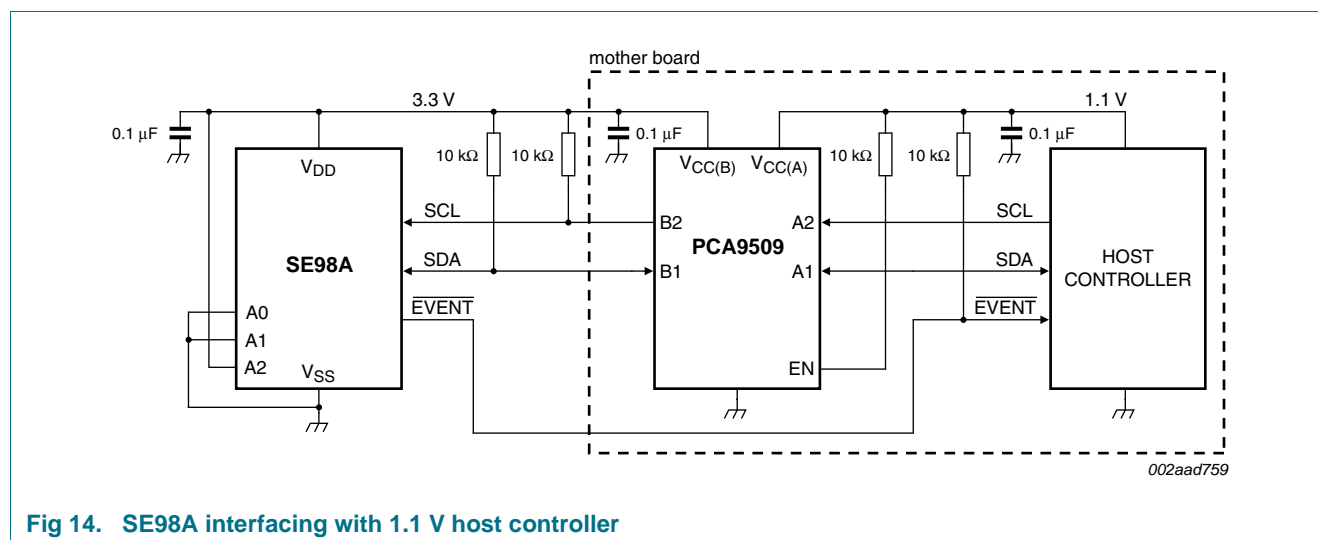 mother board
3.3 V
1.1 V
0.1 μF
10 kΩ
10 kΩ
0.1 μF
10 kΩ
10 kΩ
0.1 μF
VDD
VCC(B)
VCC(A)
SCL
B2
A2
SCL
SE98A
PCA9509
HOST
CONTROLLER
SDA
B1
A1
SDA
EVENT
EVENT
A0
A1
A2
VSS
EN
002aad759
Fig 14. SE98A interfacing with 1.1 V host controller